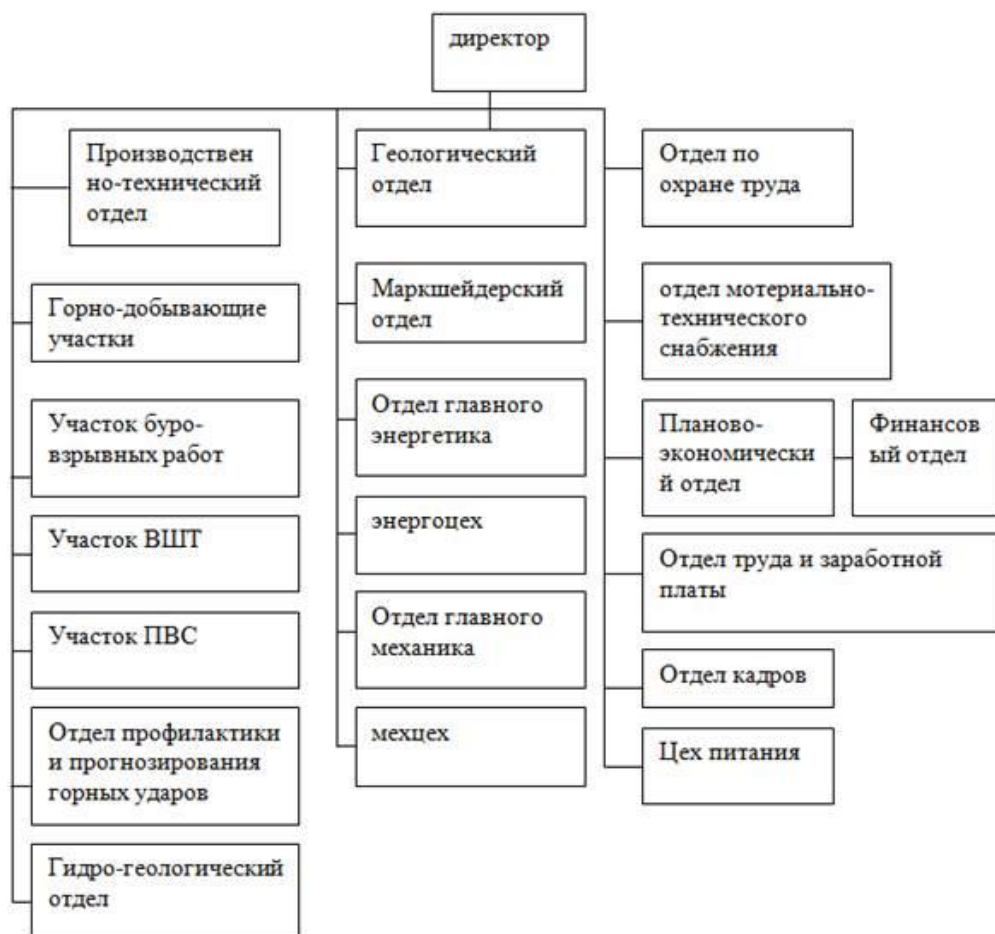 директор
Производствен
но-технический
отдел
Горно-добывающие
участки
Участок буро-
взрывных работ
Участок ВШТ
Участок ПВС
Отдел профилактики
и прогнозирования
горных ударов
Гидро-геологический
отдел
Геологический
отдел
Маркшейдерский
отдел
Отдел главного
энергетика
энергоцех
Отдел главного
механика
мехцех
Отдел по
охране труда
отдел мотериально-
технического
снабжения
Планово-
экономически
й отдел
Финансов
ый отдел
Отдел труда и заработной
платы
Отдел кадров
Цех питания